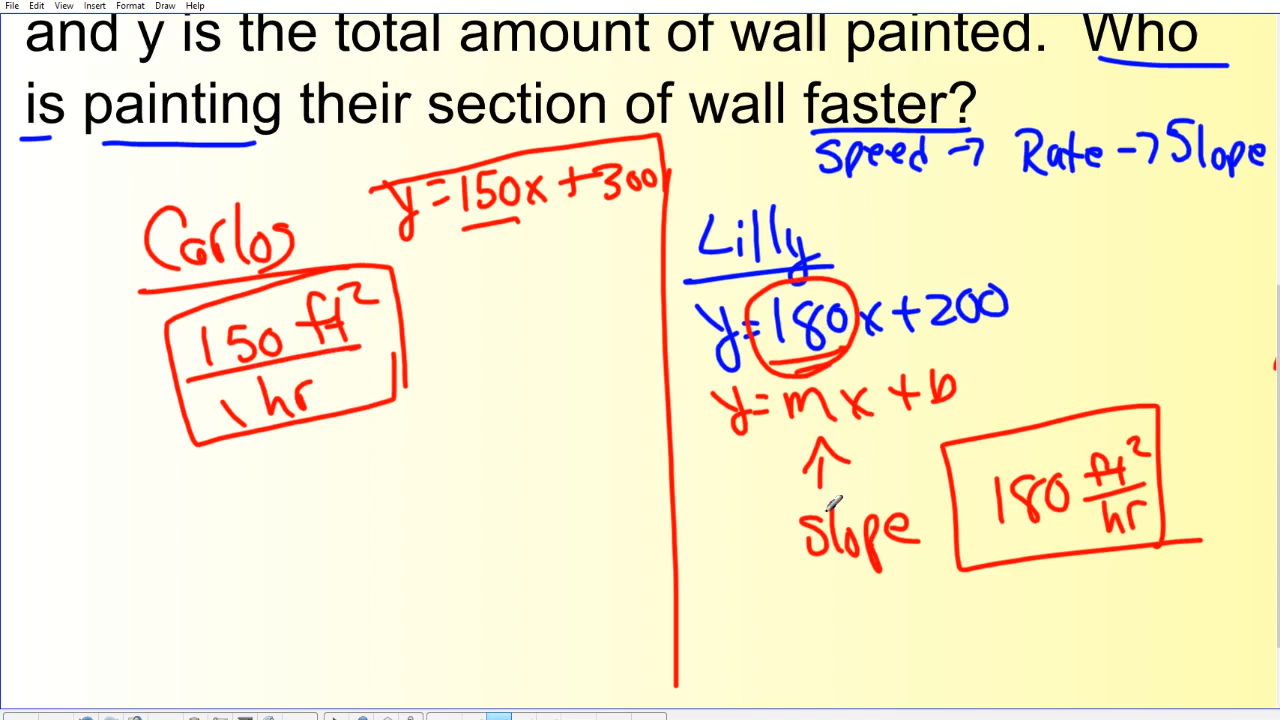 File Edit View Insert Format Draw Help
and y is the total amount of wall painted. Who
is painting their section of wall faster?
Speed → Rate → Slope
y=150x+300
Carlos
150 ft²
1 hr
Lilly
y=180x+200
y=mx+b
slope
180 ft²
hr